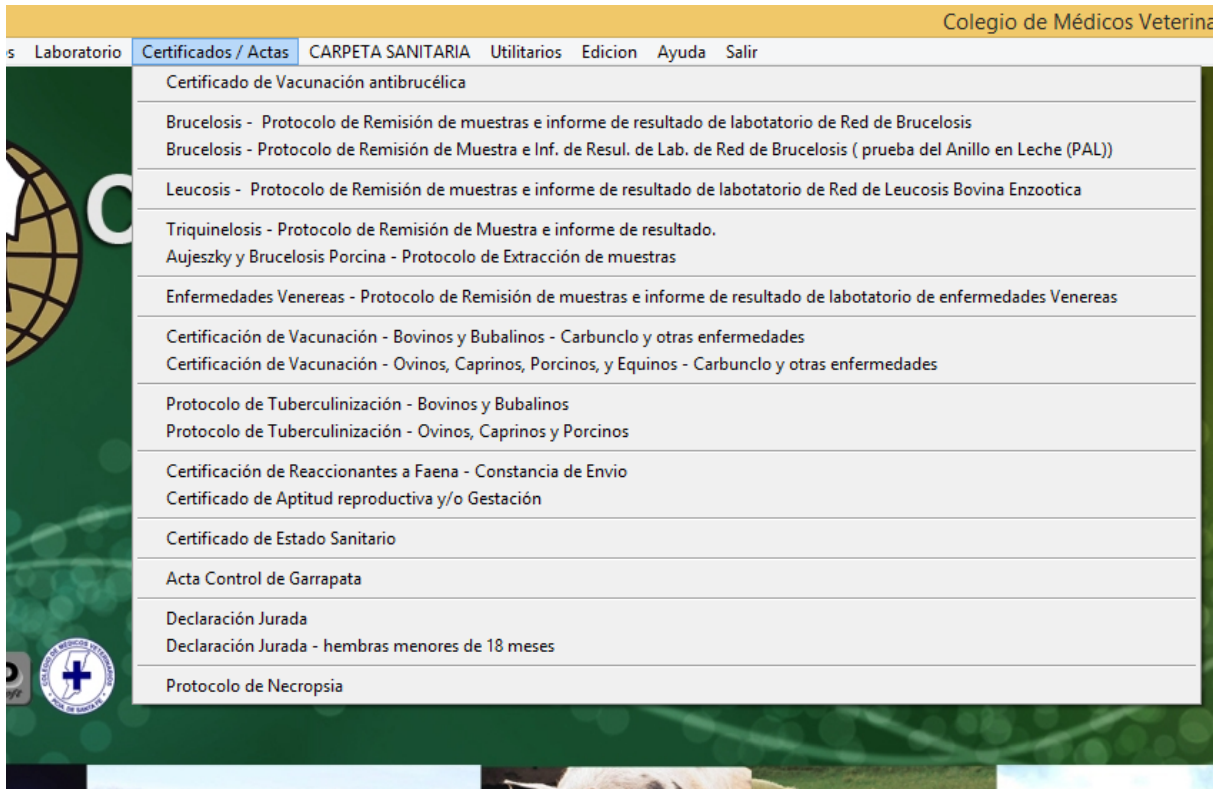 Colegio de Médicos Veterina
s Laboratorio Certificados / Actas CARPETA SANITARIA Utilitarios Edicion Ayuda Salir
Certificado de Vacunación antibrucélica
Brucelosis - Protocolo de Remisión de muestras e informe de resultado de labotatorio de Red de Brucelosis
Brucelosis - Protocolo de Remisión de Muestra e Inf. de Resul. de Lab. de Red de Brucelosis ( prueba del Anillo en Leche (PAL))
Leucosis - Protocolo de Remisión de muestras e informe de resultado de labotatorio de Red de Leucosis Bovina Enzootica
Triquinelosis - Protocolo de Remisión de Muestra e informe de resultado.
Aujeszky y Brucelosis Porcina - Protocolo de Extracción de muestras
Enfermedades Venereas - Protocolo de Remisión de muestras e informe de resultado de labotatorio de enfermedades Venereas
Certificación de Vacunación - Bovinos y Bubalinos - Carbunclo y otras enfermedades
Certificación de Vacunación - Ovinos, Caprinos, Porcinos, y Equinos - Carbunclo y otras enfermedades
Protocolo de Tuberculinización - Bovinos y Bubalinos
Protocolo de Tuberculinización - Ovinos, Caprinos y Porcinos
Certificación de Reaccionantes a Faena - Constancia de Envio
Certificado de Aptitud reproductiva y/o Gestación
Certificado de Estado Sanitario
Acta Control de Garrapata
Declaración Jurada
Declaración Jurada - hembras menores de 18 meses
Protocolo de Necropsia
COLEGIO DE MEDICOS VETERINARIOS
PCIA. DE SANTA FE